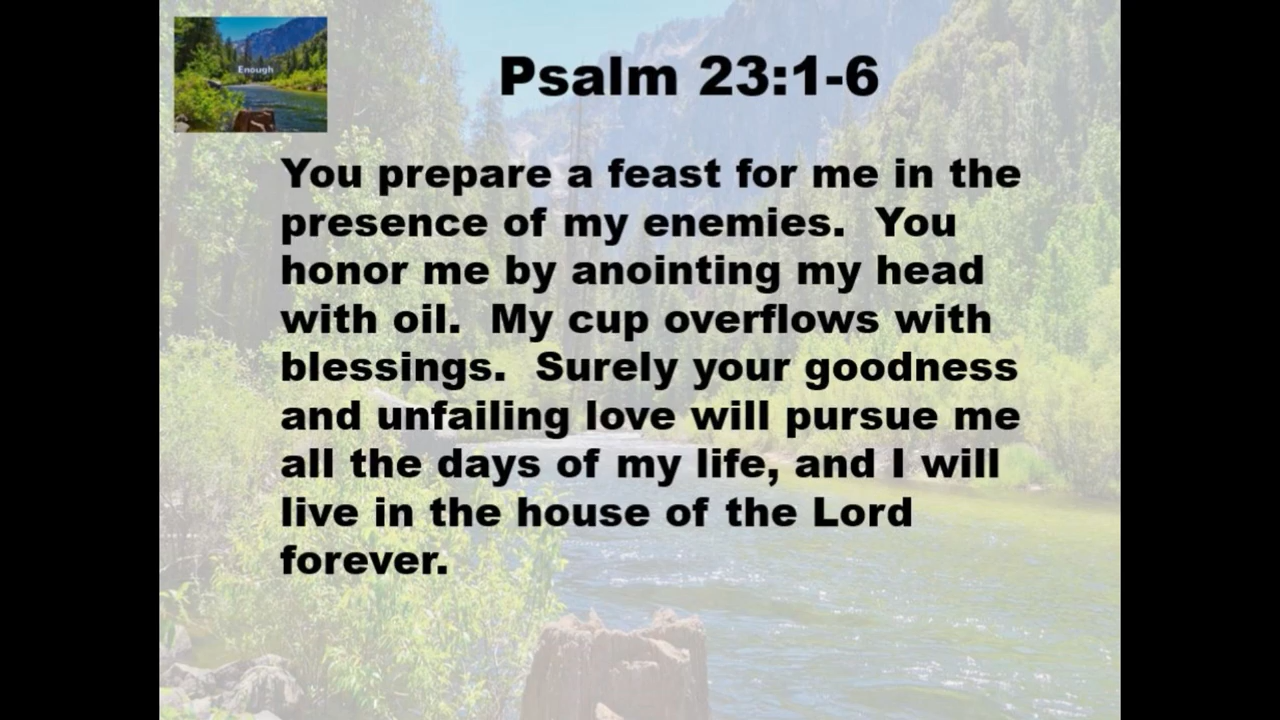 Enough
Psalm 23:1-6
You prepare a feast for me in the
presence of my enemies.  You
honor me by anointing my head
with oil.  My cup overflows with
blessings.  Surely your goodness
and unfailing love will pursue me
all the days of my life, and I will
live in the house of the Lord
forever.